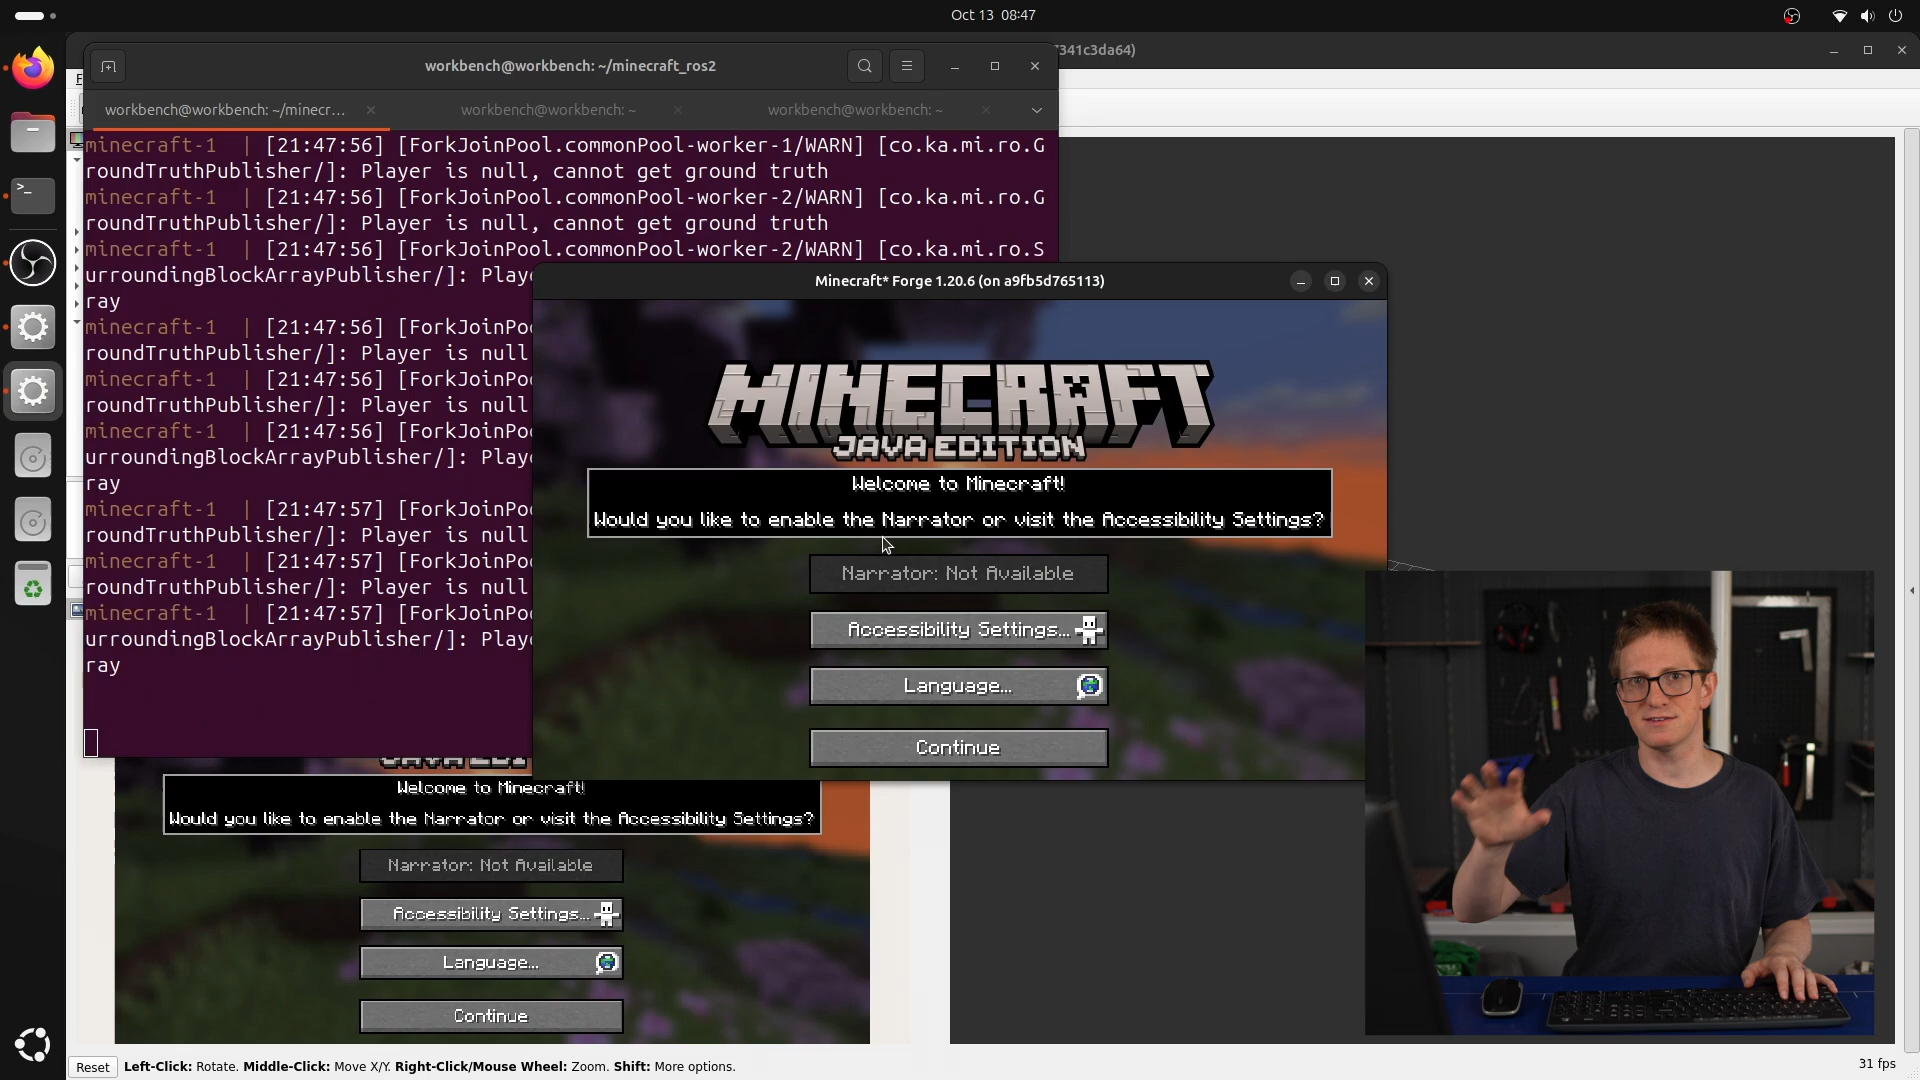 Oct 13 08:47
341c3da64)
workbench@workbench: ~/minecraft_ros2
workbench@workbench: ~/minecr...
workbench@workbench: ~
workbench@workbench: ~
minecraft-1 | [21:47:56] [ForkJoinPool.commonPool-worker-1/WARN] [co.ka.mi.ro.G
roundTruthPublisher/]: Player is null, cannot get ground truth
minecraft-1 | [21:47:56] [ForkJoinPool.commonPool-worker-2/WARN] [co.ka.mi.ro.G
roundTruthPublisher/]: Player is null, cannot get ground truth
minecraft-1 | [21:47:56] [ForkJoinPool.commonPool-worker-2/WARN] [co.ka.mi.ro.S
urroundingBlockArrayPublisher/]: Playe
ray
minecraft-1 | [21:47:56] [ForkJoinPoo
roundTruthPublisher/]: Player is null
minecraft-1 | [21:47:56] [ForkJoinPoo
roundTruthPublisher/]: Player is null
minecraft-1 | [21:47:56] [ForkJoinPoo
urroundingBlockArrayPublisher/]: Playe
ray
minecraft-1 | [21:47:57] [ForkJoinPoo
roundTruthPublisher/]: Player is null
minecraft-1 | [21:47:57] [ForkJoinPoo
roundTruthPublisher/]: Player is null
minecraft-1 | [21:47:57] [ForkJoinPoo
urroundingBlockArrayPublisher/]: Playe
ray
Minecraft* Forge 1.20.6 (on a9fb5d765113)
MINECRAFT
JAVA EDITION
Welcome to Minecraft!
Would you like to enable the Narrator or visit the Accessibility Settings?
Narrator: Not Available
Accessibility Settings...
Language...
Continue
Welcome to Minecraft!
Would you like to enable the Narrator or visit the Accessibility Settings?
Narrator: Not Available
Accessibility Settings...
Language...
Continue
Reset Left-Click: Rotate. Middle-Click: Move X/Y. Right-Click/Mouse Wheel: Zoom. Shift: More options.
31 fps